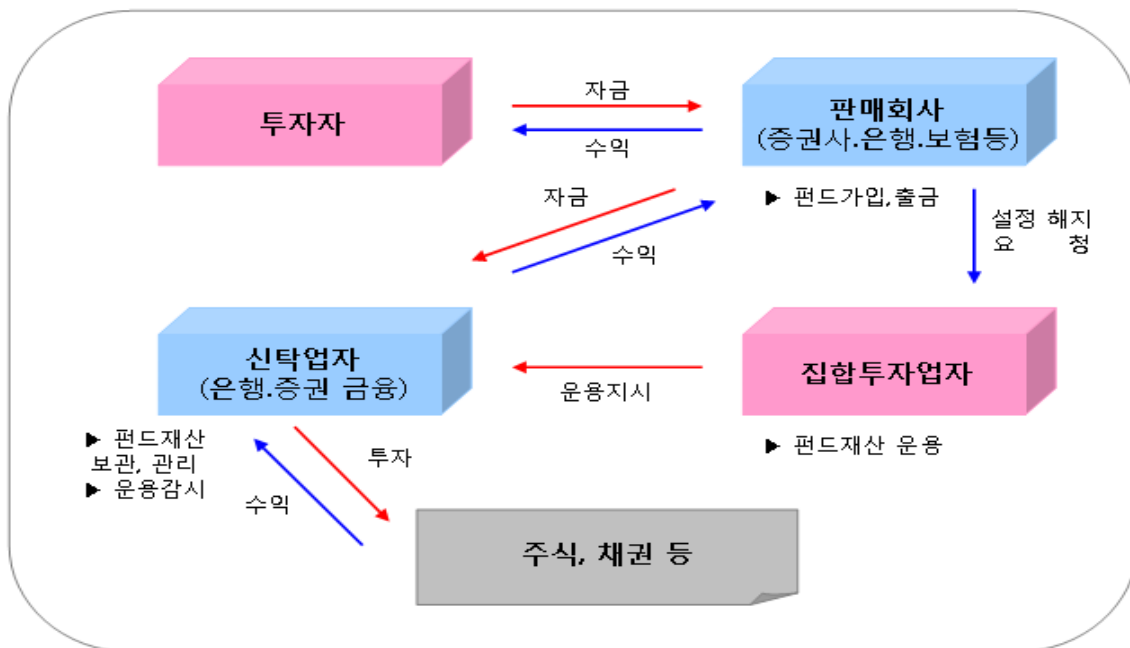 투자자
자금
수익
판매회사
(증권사.은행.보험등)
▶ 펀드가입,출금
자금
수익
설정 해지
요 청
신탁업자
(은행.증권 금융)
▶ 펀드재산
보관, 관리
▶ 운용감시
운용지시
집합투자업자
▶ 펀드재산 운용
투자
수익
주식, 채권 등